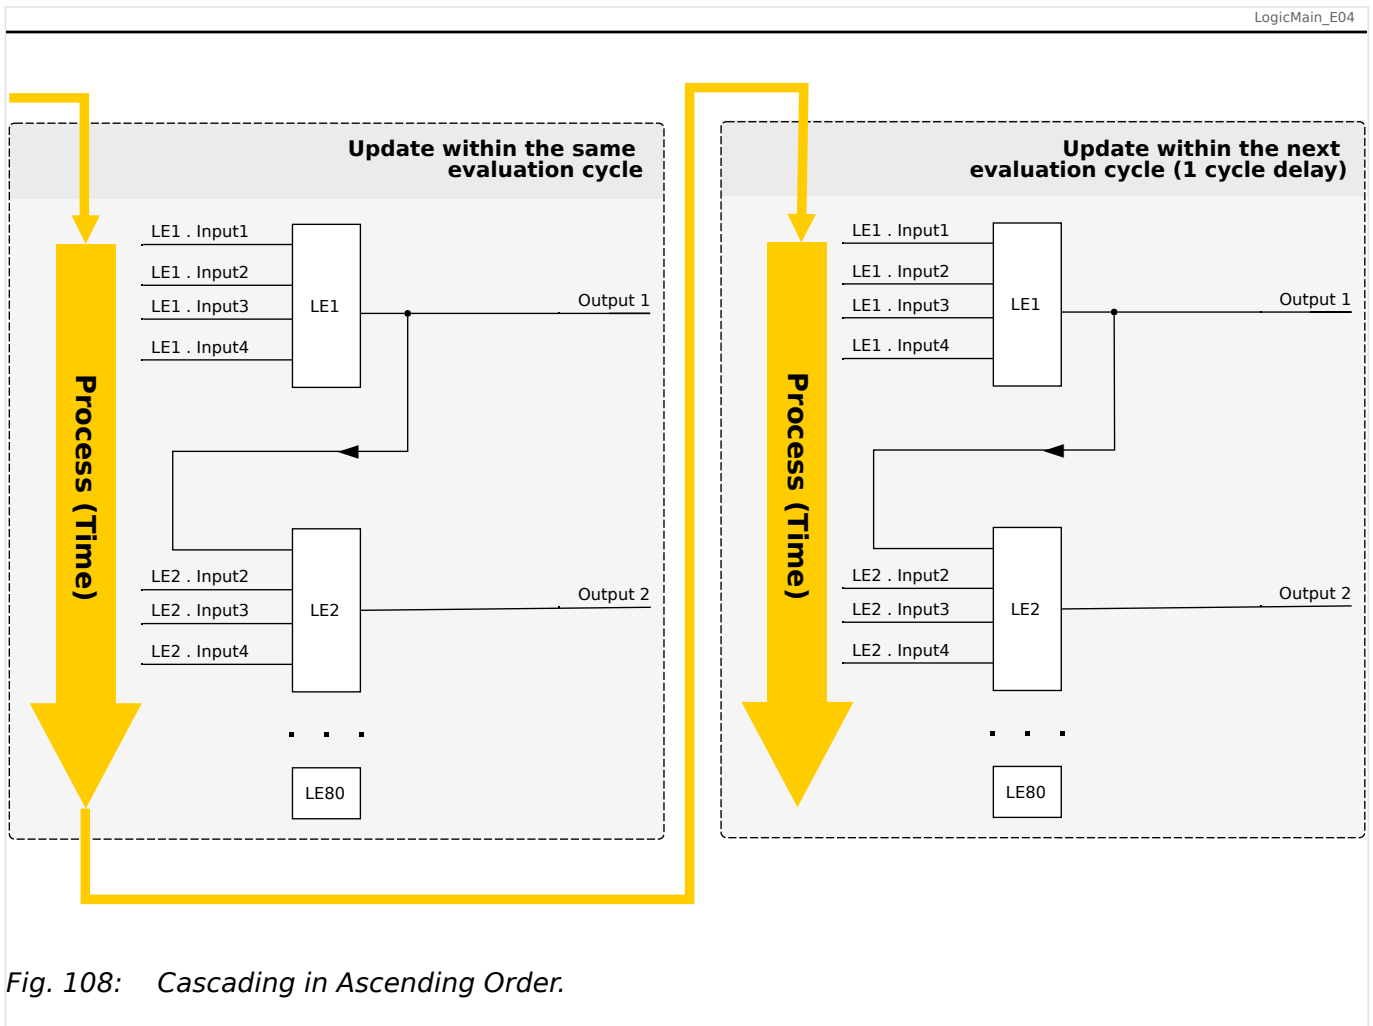 LogicMain_E04
Update within the same
evaluation cycle
LE1 . Input1
LE1 . Input2
LE1 . Input3
LE1 . Input4
LE1
Output 1
Process (Time)
LE2 . Input2
LE2 . Input3
LE2 . Input4
LE2
Output 2
. . .
LE80
Update within the next
evaluation cycle (1 cycle delay)
LE1 . Input1
LE1 . Input2
LE1 . Input3
LE1 . Input4
LE1
Output 1
Process (Time)
LE2 . Input2
LE2 . Input3
LE2 . Input4
LE2
Output 2
. . .
LE80
Fig. 108: Cascading in Ascending Order.